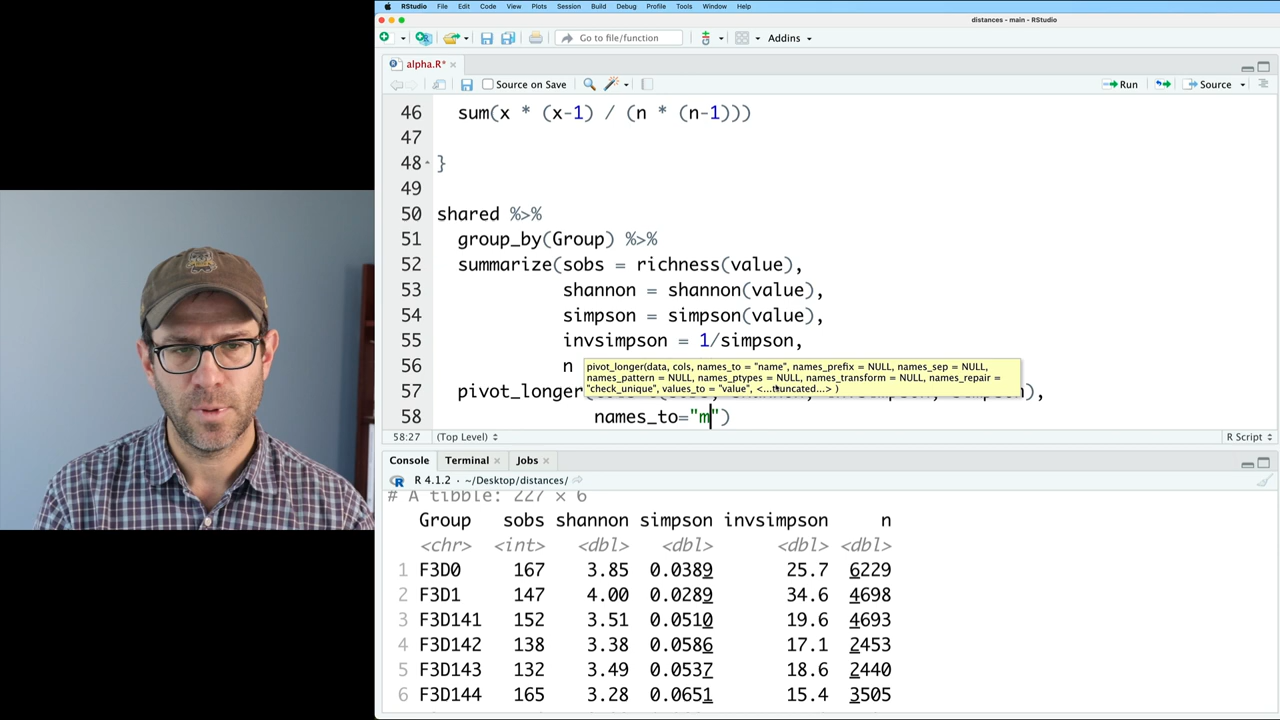 RStudio File Edit Code View Plots Session Build Debug Profile Tools Window Help
distances - main - RStudio
Go to file/function Addins
alpha.R*
Source on Save Run Source
46 sum(x * (x-1) / (n * (n-1)))
47
48 }
49
50 shared %>%
51 group_by(Group) %>%
52 summarize(sobs = richness(value),
53 shannon = shannon(value),
54 simpson = simpson(value),
55 invsimpson = 1/simpson,
56 n
pivot_longer(data, cols, names_to = "name", names_prefix = NULL, names_sep = NULL,
names_pattern = NULL, names_ptypes = NULL, names_transform = NULL, names_repair =
"check_unique", values_to = "value", <...truncated...> )
57 pivot_longer
58 names_to="m")
58:27 (Top Level) R Script
Console Terminal Jobs
R 4.1.2 · ~/Desktop/distances/
# A tibble: 227 x 6
Group sobs shannon simpson invsimpson n
<chr> <int> <dbl> <dbl> <dbl> <dbl>
1 F3D0 167 3.85 0.0389 25.7 6229
2 F3D1 147 4.00 0.0289 34.6 4698
3 F3D141 152 3.51 0.0510 19.6 4693
4 F3D142 138 3.38 0.0586 17.1 2453
5 F3D143 132 3.49 0.0537 18.6 2440
6 F3D144 165 3.28 0.0651 15.4 3505